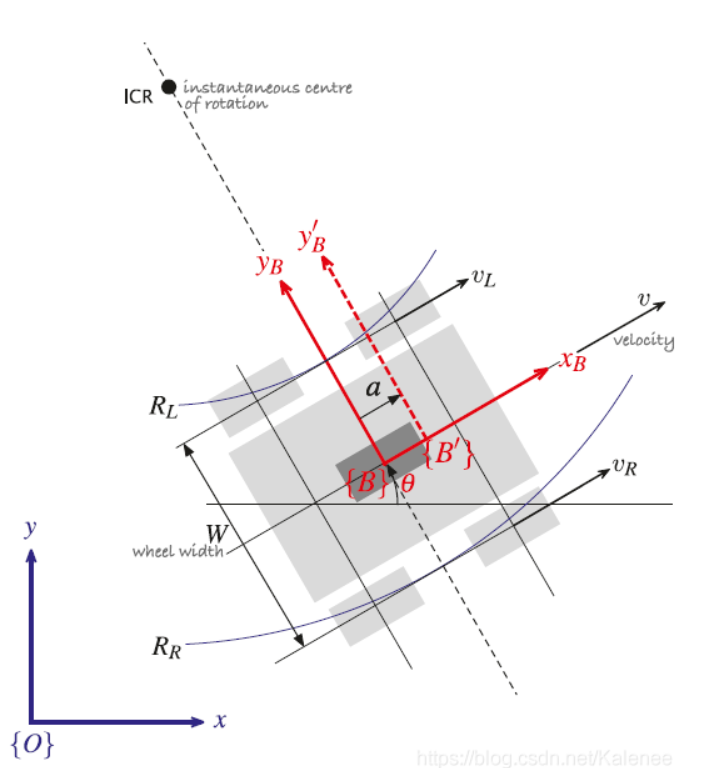 ICR
instantaneous centre
of rotation
y′B
yB
vL
v
velocity
xB
a
RL
{B′}
{B}
θ
vR
W
wheel width
y
RR
x
{O}
https://blog.csdn.net/Kalenee